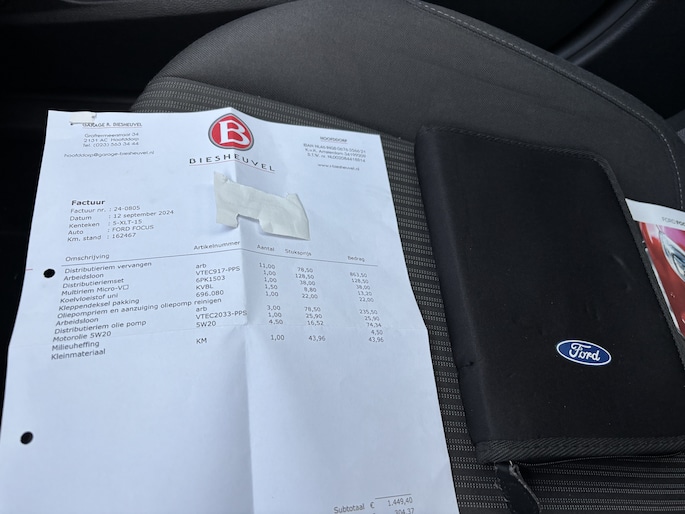 GARAGE R. BIESHEUVEL
2131-AC Hoofddorp
Tel. (023) 563 34 44
hoofddorp@garage-biesheuvel.nl
B
BIESHEUVEL
HOOFDDORP
Factuur
Factuur nr. : 24-0805
Datum : 12 september 2024
Kenteken : 5-XLT-15
Auto : FORD FOCUS
Km. stand : 162467
Omschrijving Artikelnummer Aantal Stuksprijs Bedrag
Distributieriem vervangen
Arbeidsloon arb 11,00 78,50 863,50
Distributieriemset VTEC917-PPS 1,00 128,50 128,50
Multiriem Micro-V□ 6PK1503 1,00 38,00 38,00
Koelvloeistof uni KVBL 3,50 9,80 13,20
Kleppendeksel pakking 696.080 1,00 22,00 22,00
Oliepompriem en aanzuiging oliepomp reinigen
Arbeidsloon arb 3,00 78,50 235,50
Distributieriem olie pomp VTEC2033-PPS 1,00 25,90 25,90
Motorolie 5W20 5W20 4,50 16,52 74,34
Milieuheffing 4,50
Kleinmateriaal KM 1,00 43,96 43,96
Subtotaal € 1.449,40
304,37
Ford
FORD